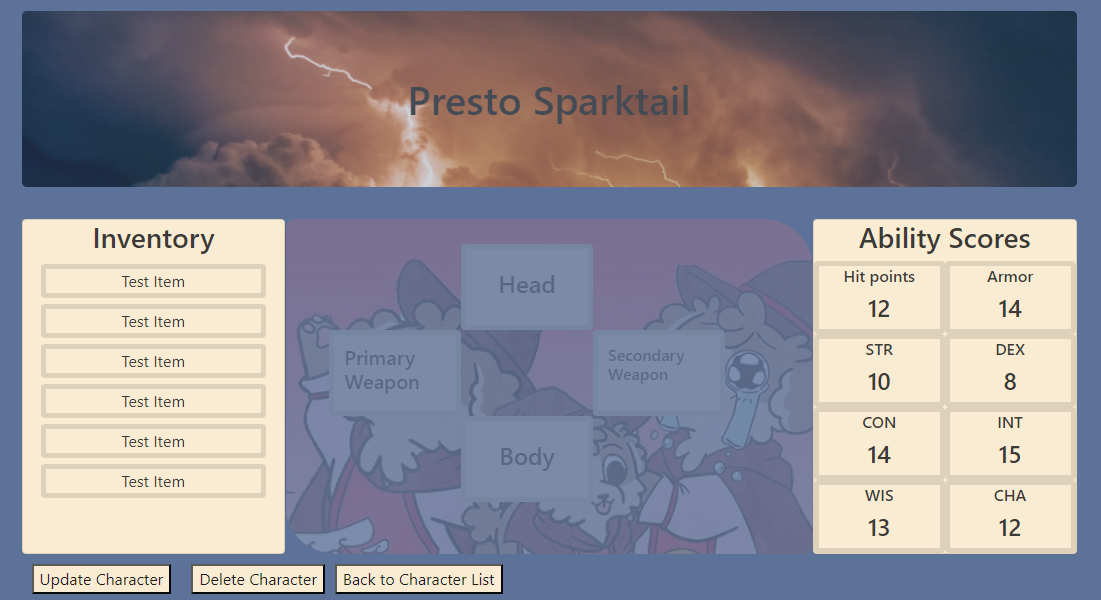 Presto Sparktail
Inventory
Test Item
Test Item
Test Item
Test Item
Test Item
Test Item
Head
Primary
Weapon
Secondary
Weapon
Body
Ability Scores
Hit points
12
Armor
14
STR
10
DEX
8
CON
14
INT
15
WIS
13
CHA
12
Update Character
Delete Character
Back to Character List